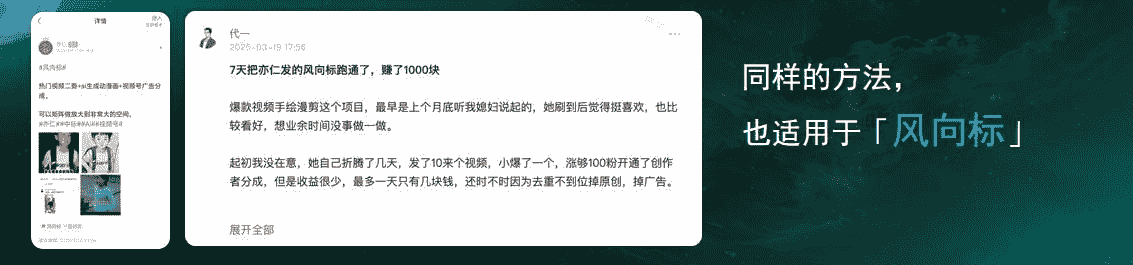 详情
#风向标#
热门视频二剪+ai生成动漫画+视频号广告分
成。
可以矩阵做放大到非常大的空间。
代一
17:56
7天把亦仁发的风向标跑通了，赚了1000块
爆款视频手绘漫剪这个项目，最早是上个月底听我媳妇说起的，她刷到后觉得挺喜欢，也比
较看好，想业余时间没事做一做。
起初我没在意，她自己折腾了几天，发了10来个视频，小爆了一个，涨够100粉开通了创作
者分成，但是收益很少，最多一天只有几块钱，还时不时因为去重不到位掉原创，掉广告。
展开全部
同样的方法，
也适用于「风向标」